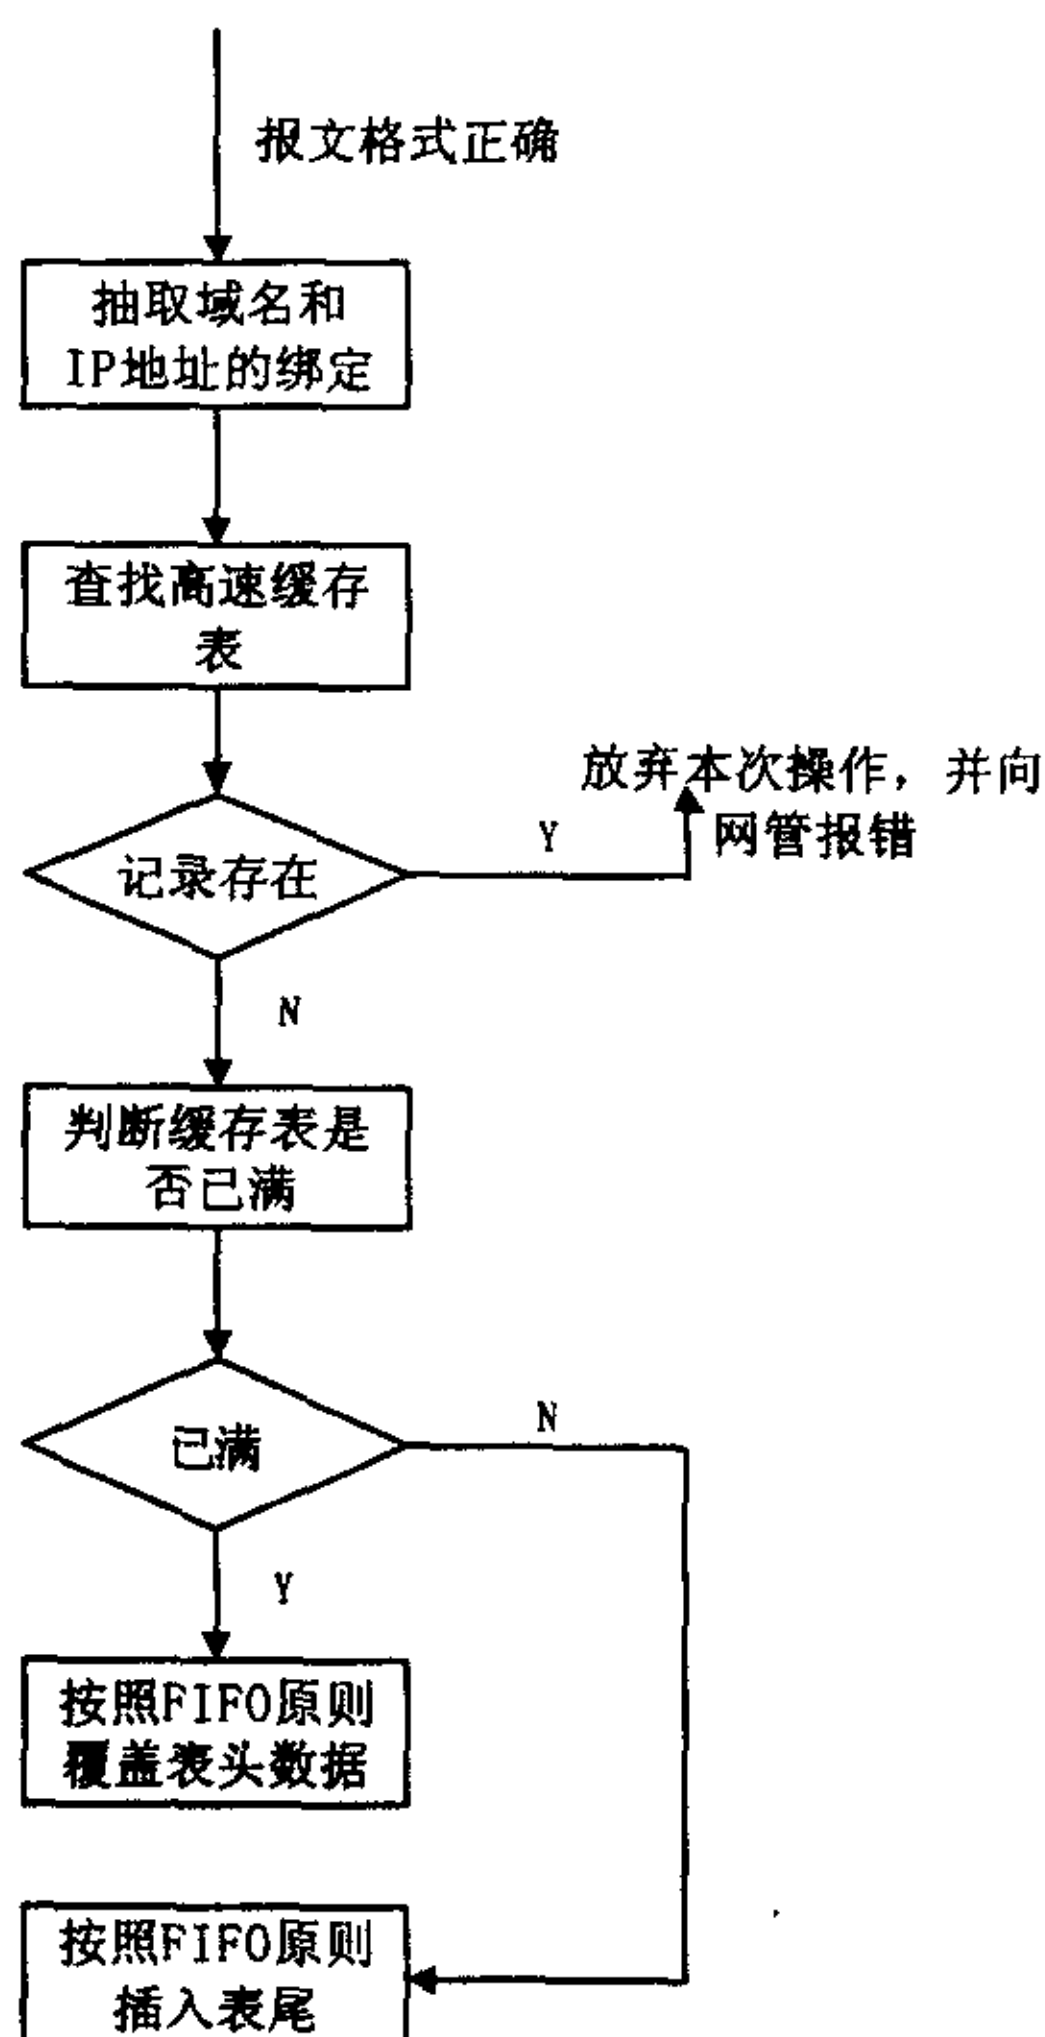 报文格式正确
抽取域名和
IP地址的绑定
查找高速缓存
表
放弃本次操作，并向
网管报错
Y
记录存在
N
判断缓存表是
否已满
N
已满
Y
按照FIFO原则
覆盖表头数据
按照FIFO原则
插入表尾